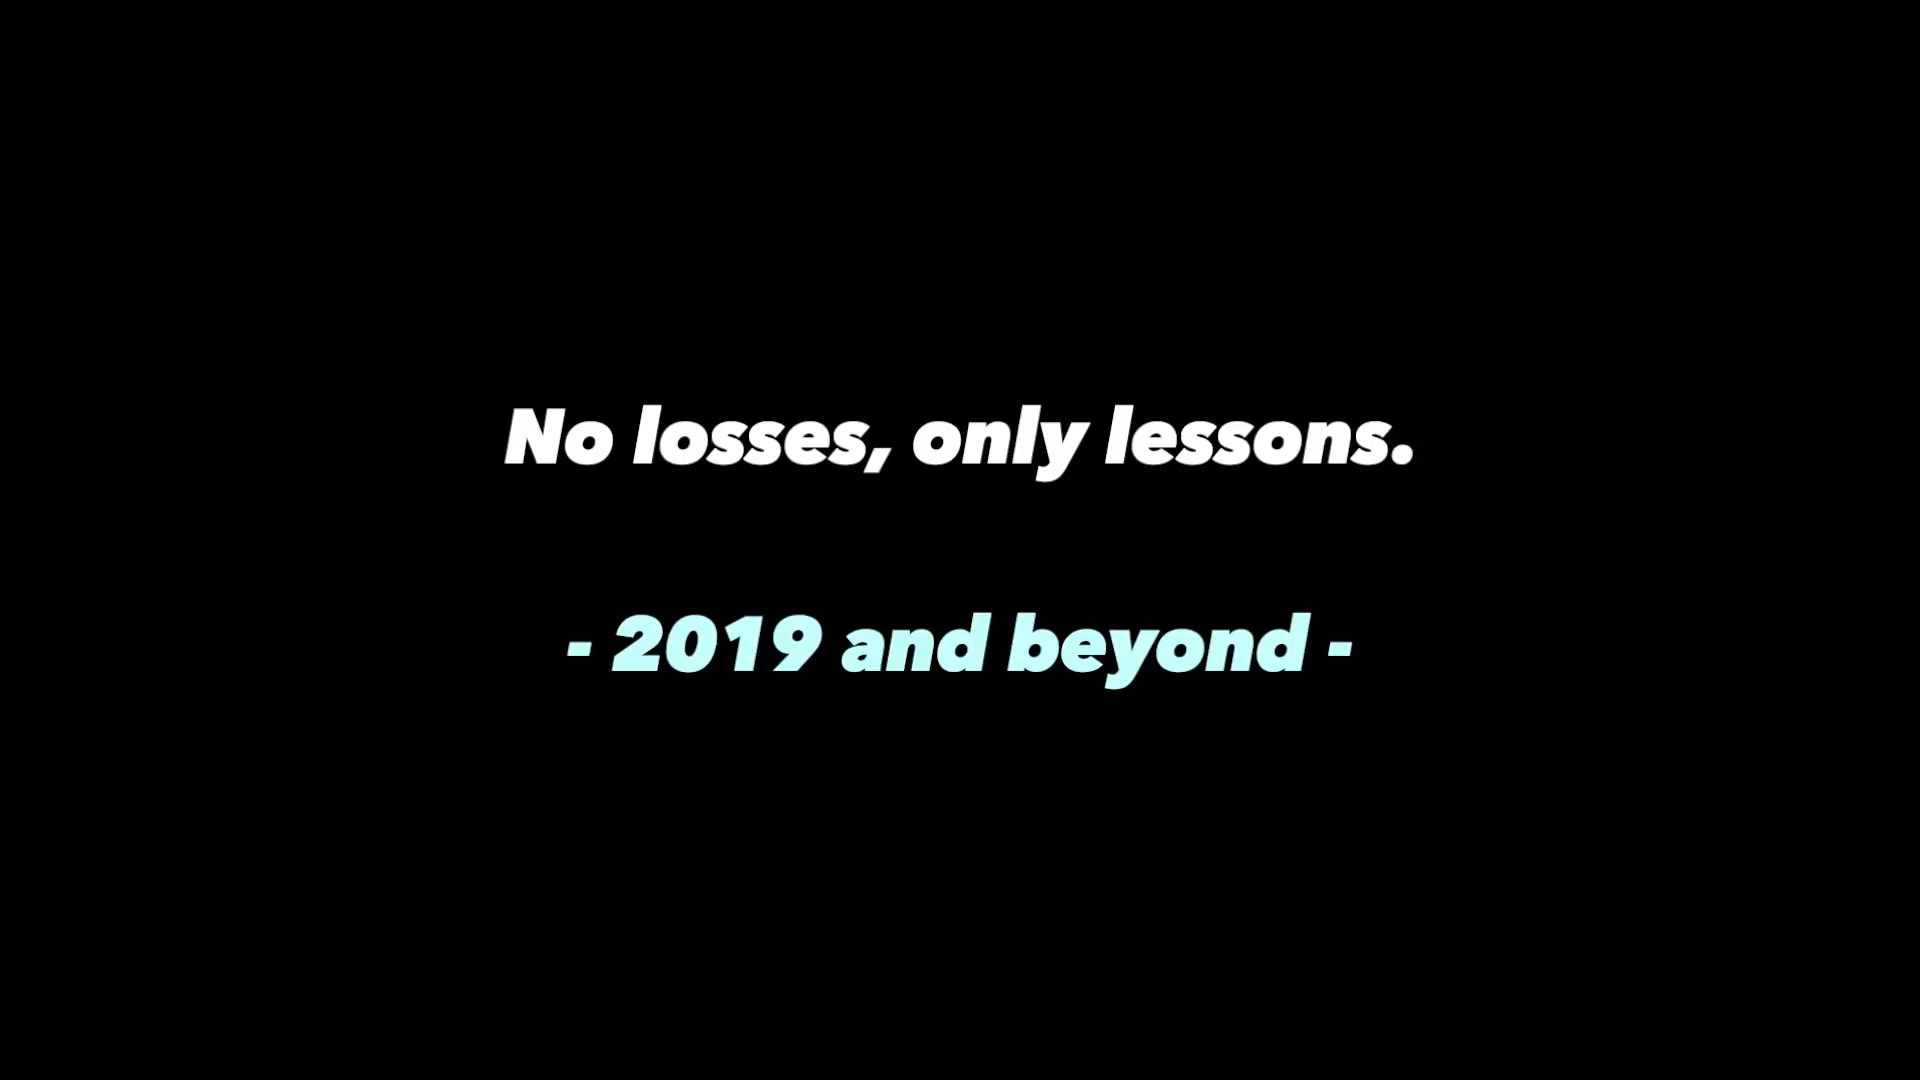 No losses, only lessons.
- 2019 and beyond -